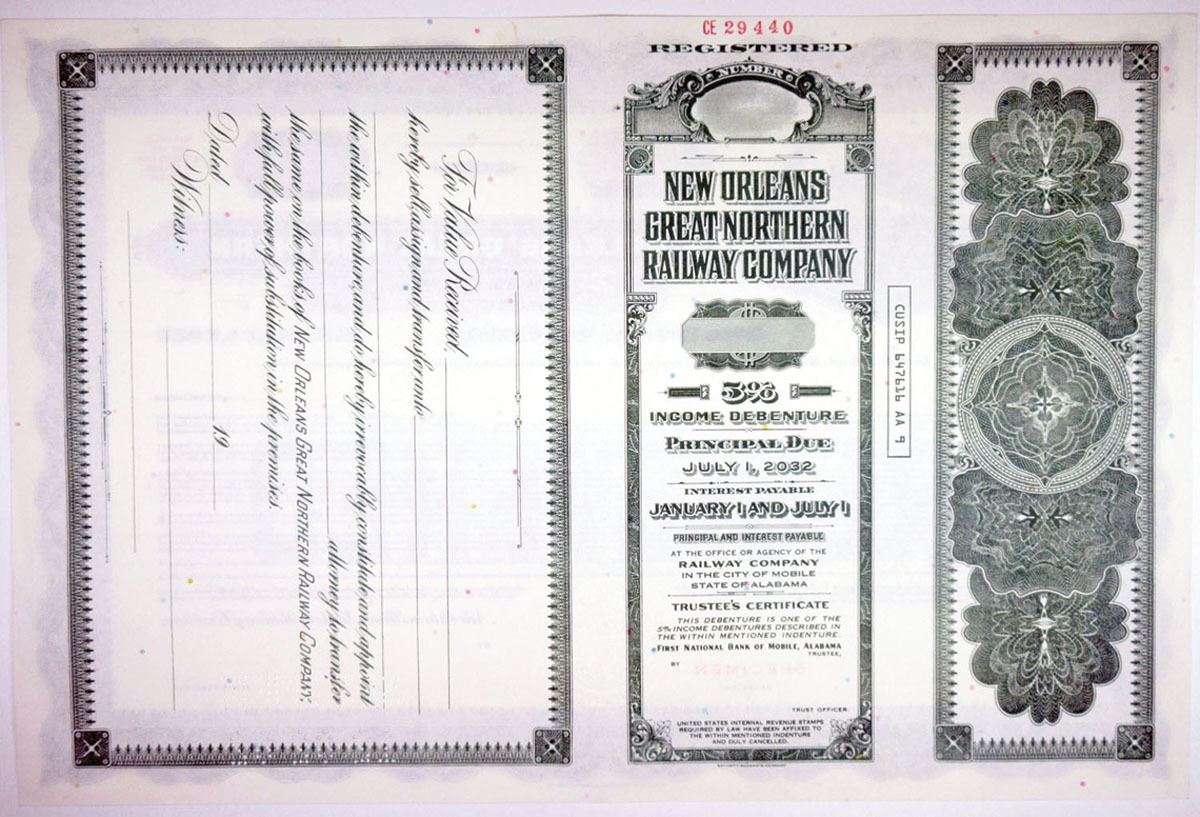 CE 29440
REGISTERED
NUMBER
NEW ORLEANS
GREAT NORTHERN
RAILWAY COMPANY
$
5%
INCOME DEBENTURE
PRINCIPAL DUE
JULY 1, 2032
INTEREST PAYABLE
JANUARY 1 AND JULY 1
PRINCIPAL AND INTEREST PAYABLE
AT THE OFFICE OR AGENCY OF THE
RAILWAY COMPANY
IN THE CITY OF MOBILE
STATE OF ALABAMA
TRUSTEE'S CERTIFICATE
THIS DEBENTURE IS ONE OF THE
5% INCOME DEBENTURES DESCRIBED IN
THE WITHIN MENTIONED INDENTURE.
FIRST NATIONAL BANK OF MOBILE, ALABAMA
TRUSTEE,
BY
TRUST OFFICER.
UNITED STATES INTERNAL REVENUE STAMPS
REQUIRED BY LAW HAVE BEEN AFFIXED TO
THE WITHIN MENTIONED INDENTURE
AND DULY CANCELLED.
SECURITY-BANKNOTE COMPANY
CUSIP 647616 AA 9
For Value Received
hereby sell, assign and transfer unto
the within debenture, and do hereby irrevocably constitute and appoint
attorney to transfer
the same, on the books of NEW ORLEANS GREAT NORTHERN RAILWAY COMPANY,
with full power of substitution in the premises.
Dated 19
Witness:
SPECIMEN